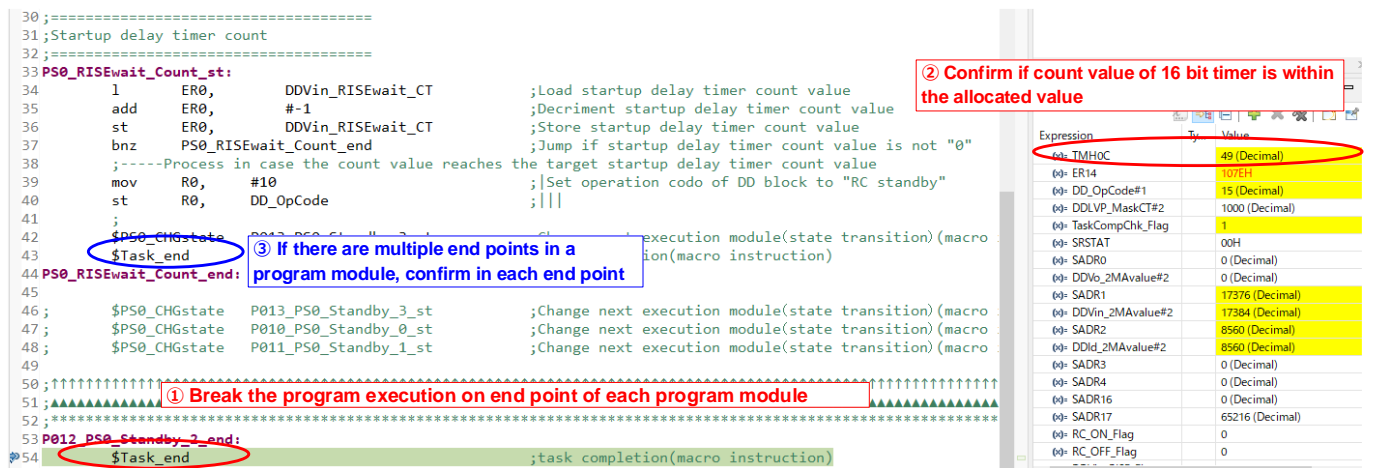 30 ;=====================================
31 ;Startup delay timer count
32 ;=====================================
33 PS0_RISEwait_Count_st:
34 l ER0, DDVin_RISEwait_CT ;Load startup delay timer count value
35 add ER0, #-1 ;Decriment startup delay timer count value
36 st ER0, DDVin_RISEwait_CT ;Store startup delay timer count value
37 bnz PS0_RISEwait_Count_end ;Jump if startup delay timer count value is not "0"
38 ;-----Process in case the count value reaches the target startup delay timer count value
39 mov R0, #10 ;|Set operation codo of DD block to "RC standby"
40 st R0, DD_OpCode ;|||
41 ;
42 $PS0_CHGstate execution module(state transition)(macro
43 $Task_end ion(macro instruction)
44 PS0_RISEwait_Count_end:
45
46 ; $PS0_CHGstate P013_PS0_Standby_3_st ;Change next execution module(state transition)(macro
47 ; $PS0_CHGstate P010_PS0_Standby_0_st ;Change next execution module(state transition)(macro
48 ; $PS0_CHGstate P011_PS0_Standby_1_st ;Change next execution module(state transition)(macro
49
50 ;↑↑↑↑↑↑↑↑↑↑↑↑
51 ;▲▲▲▲▲▲▲▲▲▲▲▲
52 ;************************************************************
53 P012_PS0_Standby_2_end:
54 $Task_end ;task completion(macro instruction)
③ If there are multiple end points in a
program module, confirm in each end point
① Break the program execution on end point of each program module
② Confirm if count value of 16 bit timer is within
the allocated value
Expression Ty... Value
(x)= TMH0C 49 (Decimal)
(x)= ER14 107EH
(x)= DD_OpCode#1 15 (Decimal)
(x)= DDLVP_MaskCT#2 1000 (Decimal)
(x)= TaskCompChk_Flag 1
(x)= SRSTAT 00H
(x)= SADR0 0 (Decimal)
(x)= DDVo_2MAvalue#2 0 (Decimal)
(x)= SADR1 17376 (Decimal)
(x)= DDVin_2MAvalue#2 17384 (Decimal)
(x)= SADR2 8560 (Decimal)
(x)= DDId_2MAvalue#2 8560 (Decimal)
(x)= SADR3 0 (Decimal)
(x)= SADR4 0 (Decimal)
(x)= SADR16 0 (Decimal)
(x)= SADR17 65216 (Decimal)
(x)= RC_ON_Flag 0
(x)= RC_OFF_Flag 0